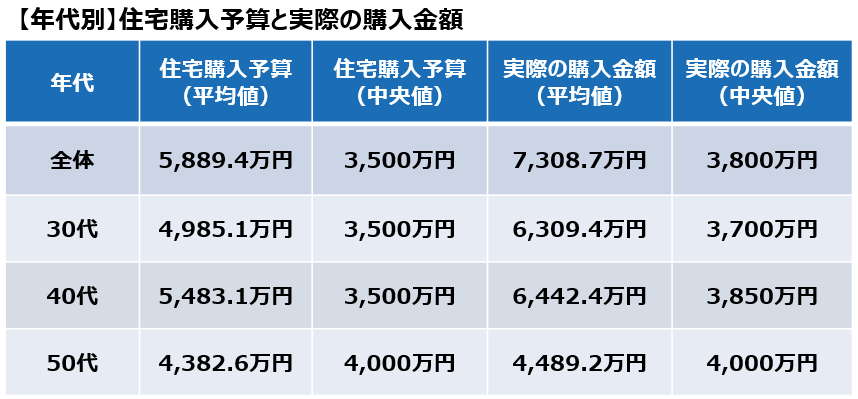 【年代別】住宅購入予算と実際の購入金額
年代 住宅購入予算（平均値） 住宅購入予算（中央値） 実際の購入金額（平均値） 実際の購入金額（中央値）
全体 5,889.4万円 3,500万円 7,308.7万円 3,800万円
30代 4,985.1万円 3,500万円 6,309.4万円 3,700万円
40代 5,483.1万円 3,500万円 6,442.4万円 3,850万円
50代 4,382.6万円 4,000万円 4,489.2万円 4,000万円